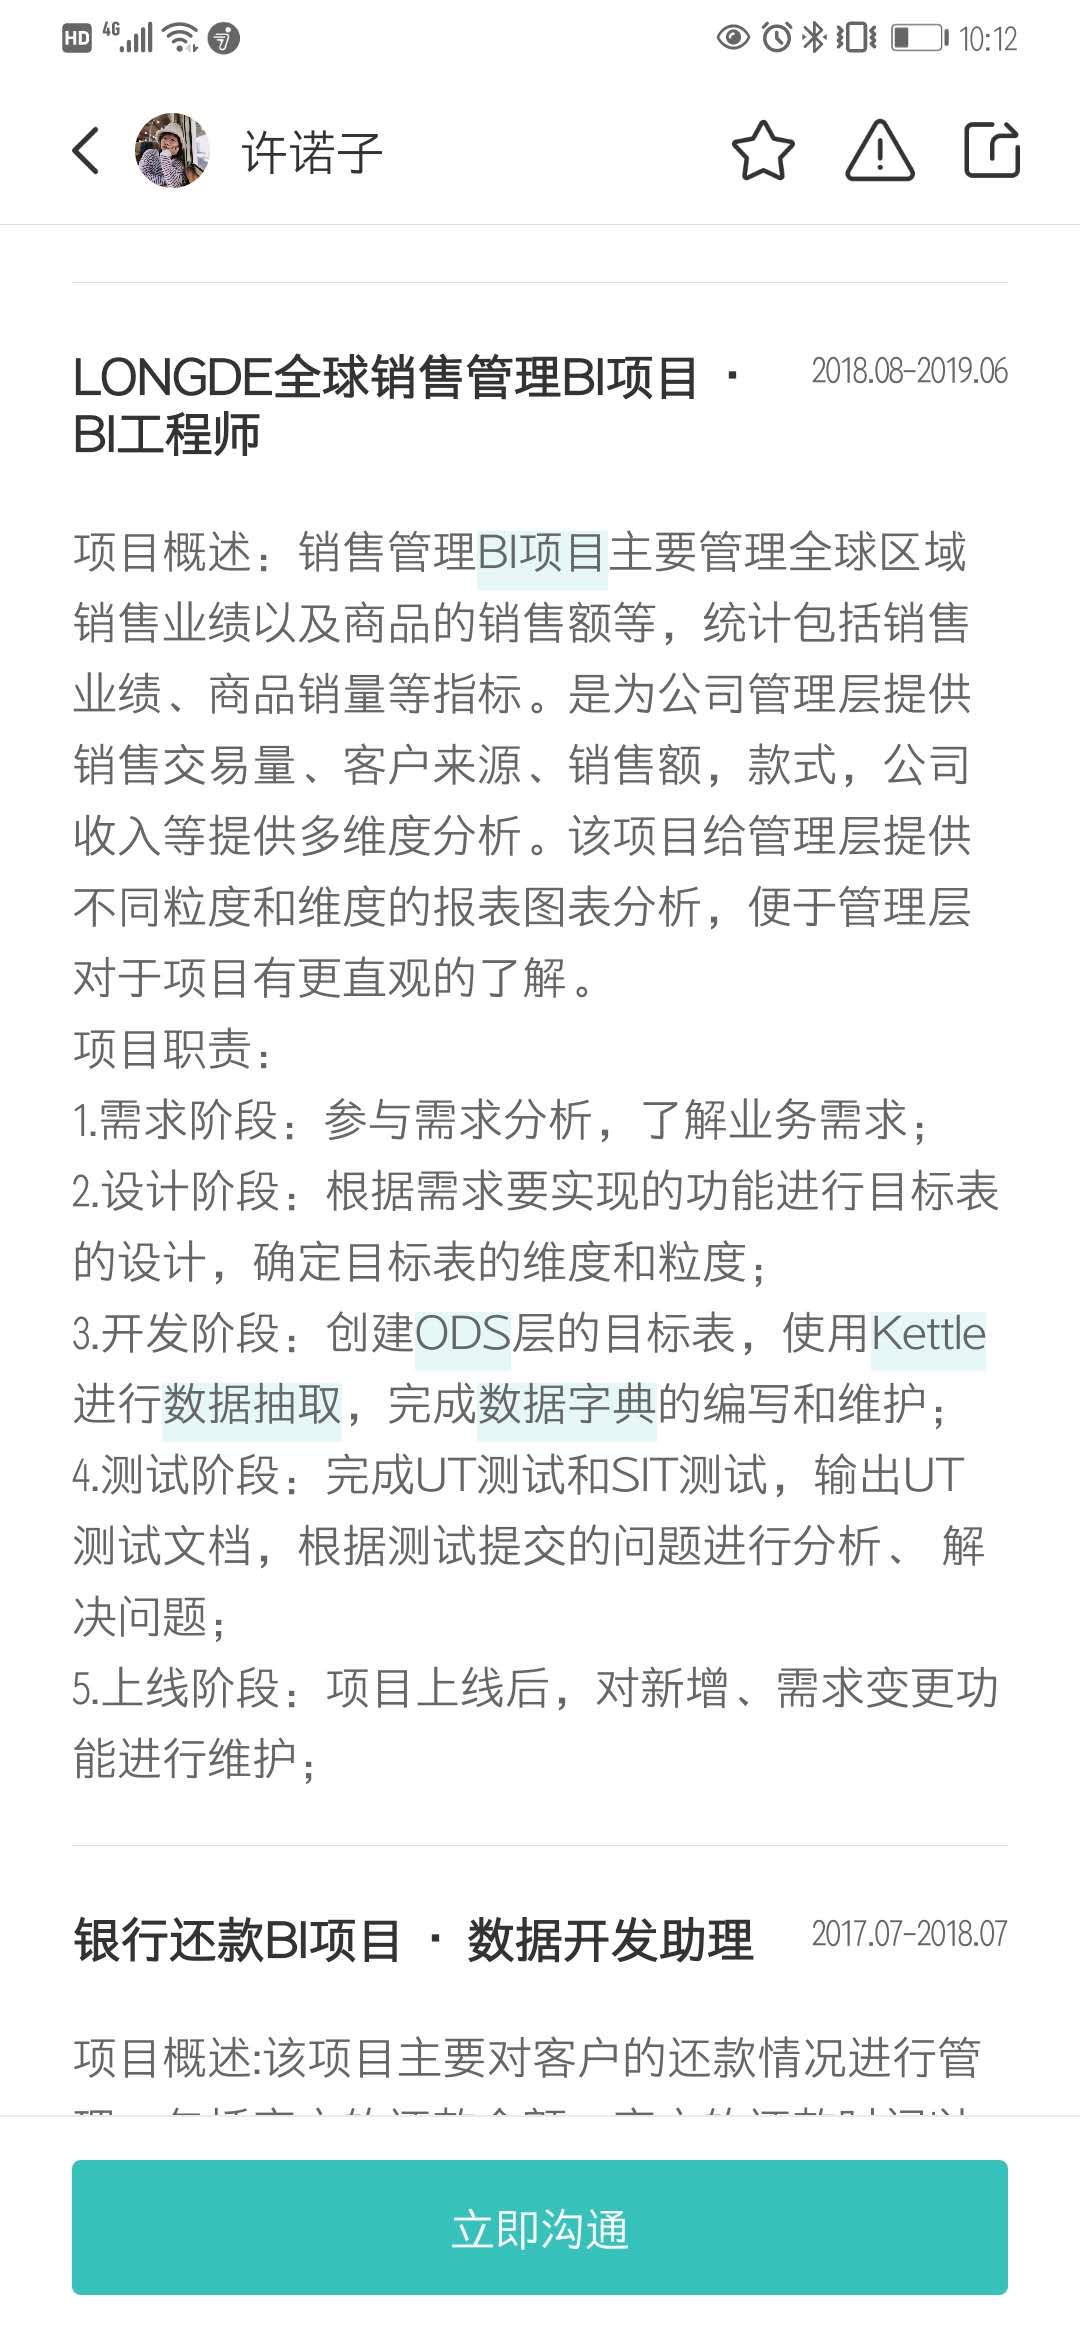 HD 4G 10:12
许诺子
LONGDE全球销售管理BI项目 · 2018.08-2019.06
BI工程师
项目概述：销售管理BI项目主要管理全球区域
销售业绩以及商品的销售额等，统计包括销售
业绩、商品销量等指标。是为公司管理层提供
销售交易量、客户来源、销售额，款式，公司
收入等提供多维度分析。该项目给管理层提供
不同粒度和维度的报表图表分析，便于管理层
对于项目有更直观的了解。
项目职责：
1.需求阶段：参与需求分析，了解业务需求；
2.设计阶段：根据需求要实现的功能进行目标表
的设计，确定目标表的维度和粒度；
3.开发阶段：创建ODS层的目标表，使用Kettle
进行数据抽取，完成数据字典的编写和维护；
4.测试阶段：完成UT测试和SIT测试，输出UT
测试文档，根据测试提交的问题进行分析、 解
决问题；
5.上线阶段：项目上线后，对新增、需求变更功
能进行维护；
银行还款BI项目 · 数据开发助理 2017.07-2018.07
项目概述:该项目主要对客户的还款情况进行管
立即沟通